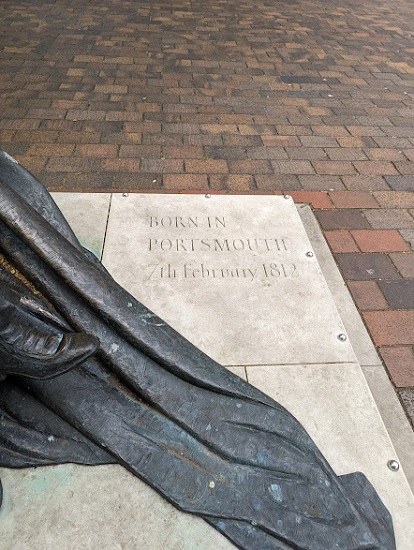 BORN IN
PORTSMOUTH
7th February 1812